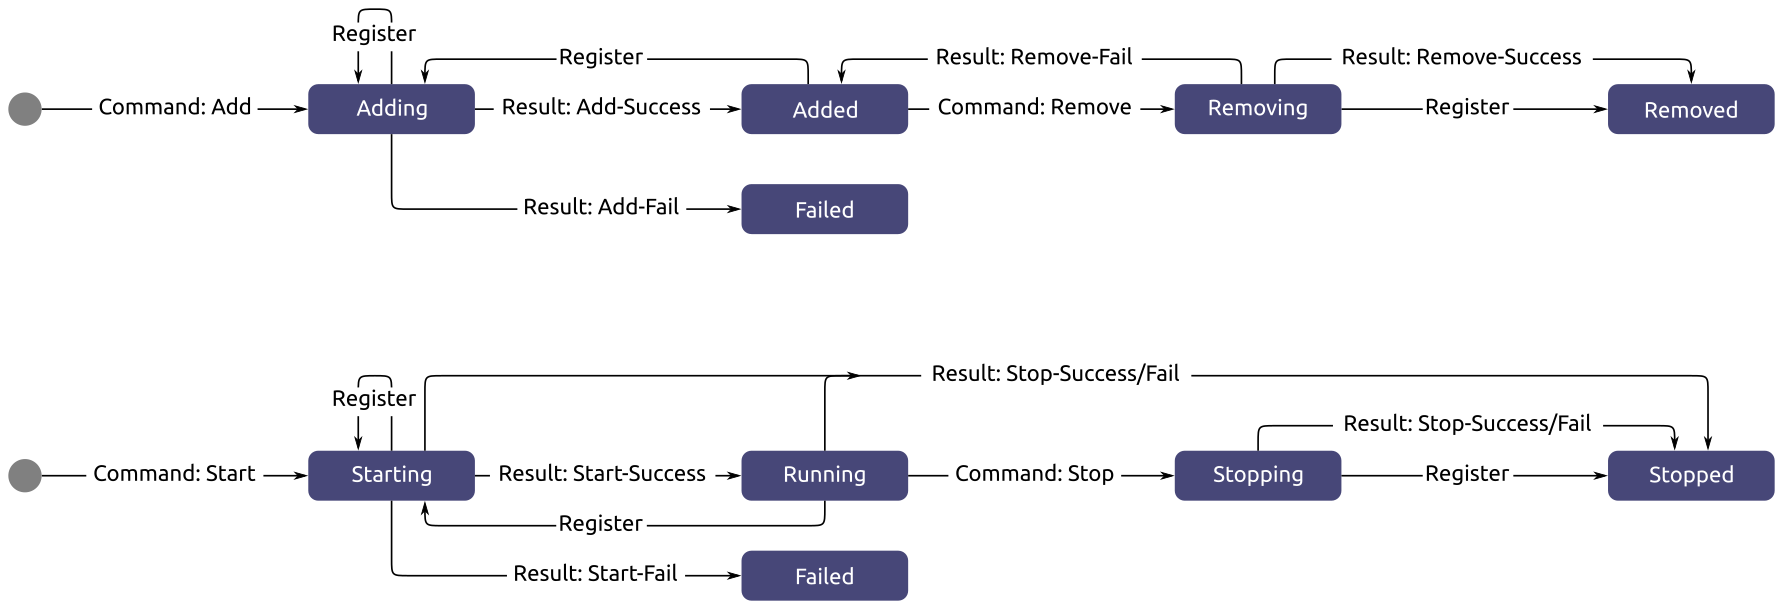 Register
Register
Result: Remove-Fail
Result: Remove-Success
Command: Add
Adding
Result: Add-Success
Added
Command: Remove
Removing
Register
Removed
Result: Add-Fail
Failed
Result: Stop-Success/Fail
Register
Result: Stop-Success/Fail
Command: Start
Starting
Result: Start-Success
Running
Command: Stop
Stopping
Register
Stopped
Register
Result: Start-Fail
Failed